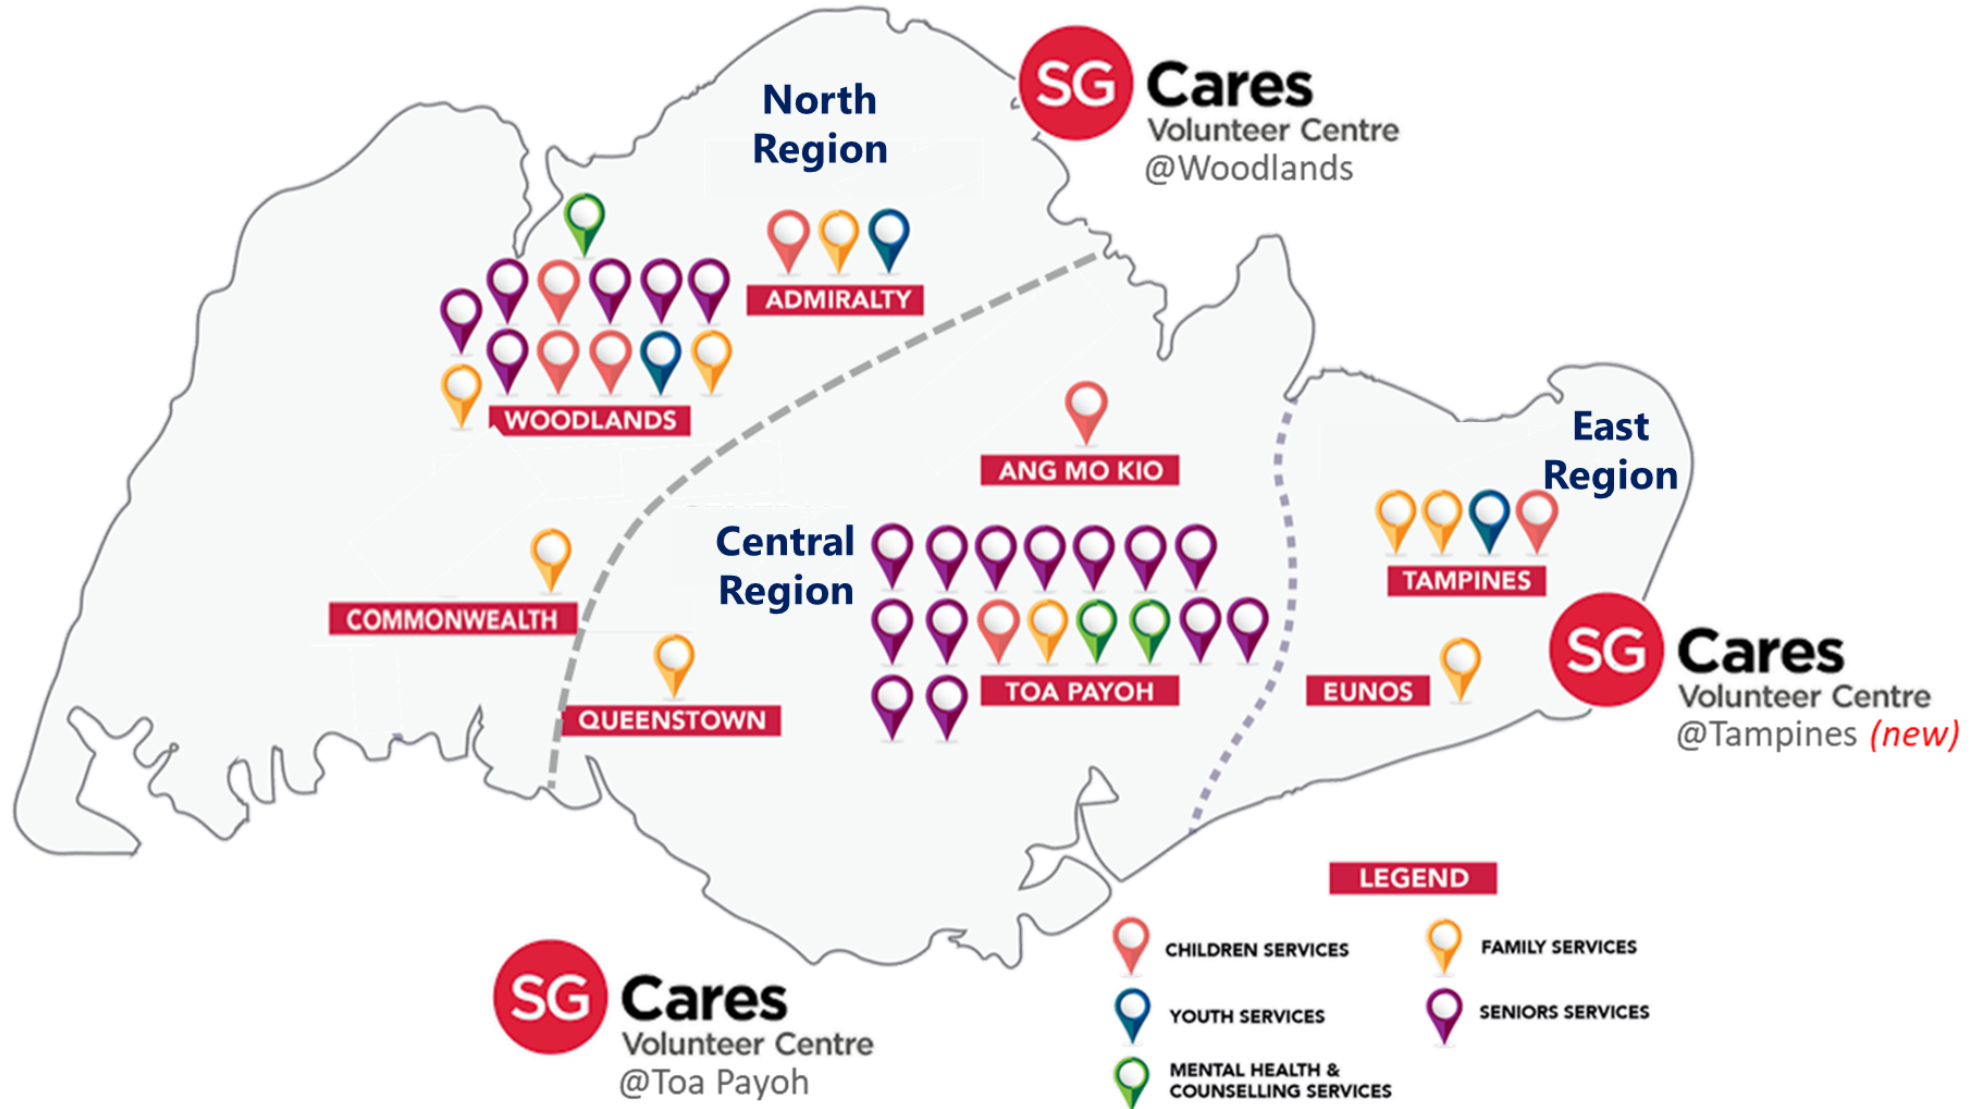 North
Region
SG Cares
Volunteer Centre
@Woodlands
ADMIRALTY
WOODLANDS
ANG MO KIO
East
Region
Central
Region
TAMPINES
COMMONWEALTH
QUEENSTOWN
TOA PAYOH
EUNOS
SG Cares
Volunteer Centre
@Tampines (new)
LEGEND
CHILDREN SERVICES
FAMILY SERVICES
YOUTH SERVICES
SENIORS SERVICES
MENTAL HEALTH &
COUNSELLING SERVICES
SG Cares
Volunteer Centre
@Toa Payoh